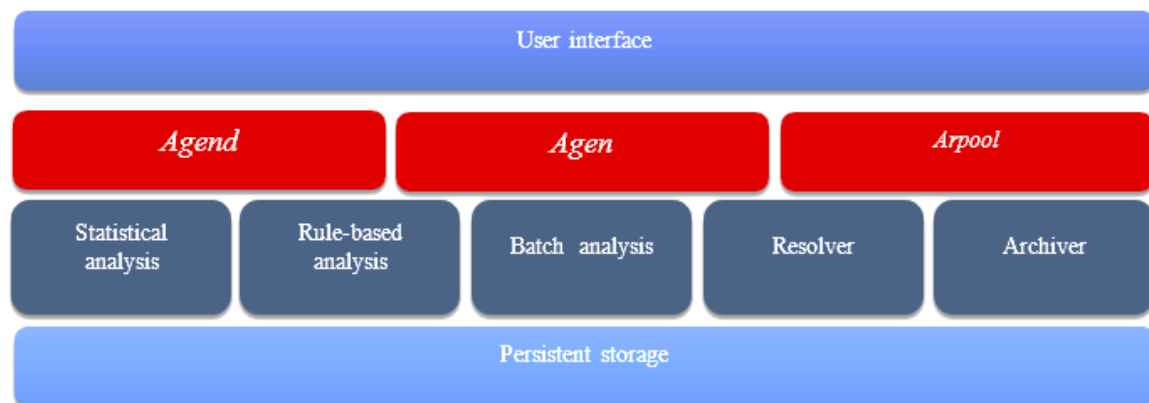 User interface
Agend
Agen
Arpool
Statistical
analysis
Rule-based
analysis
Batch analysis
Resolver
Archiver
Persistent storage